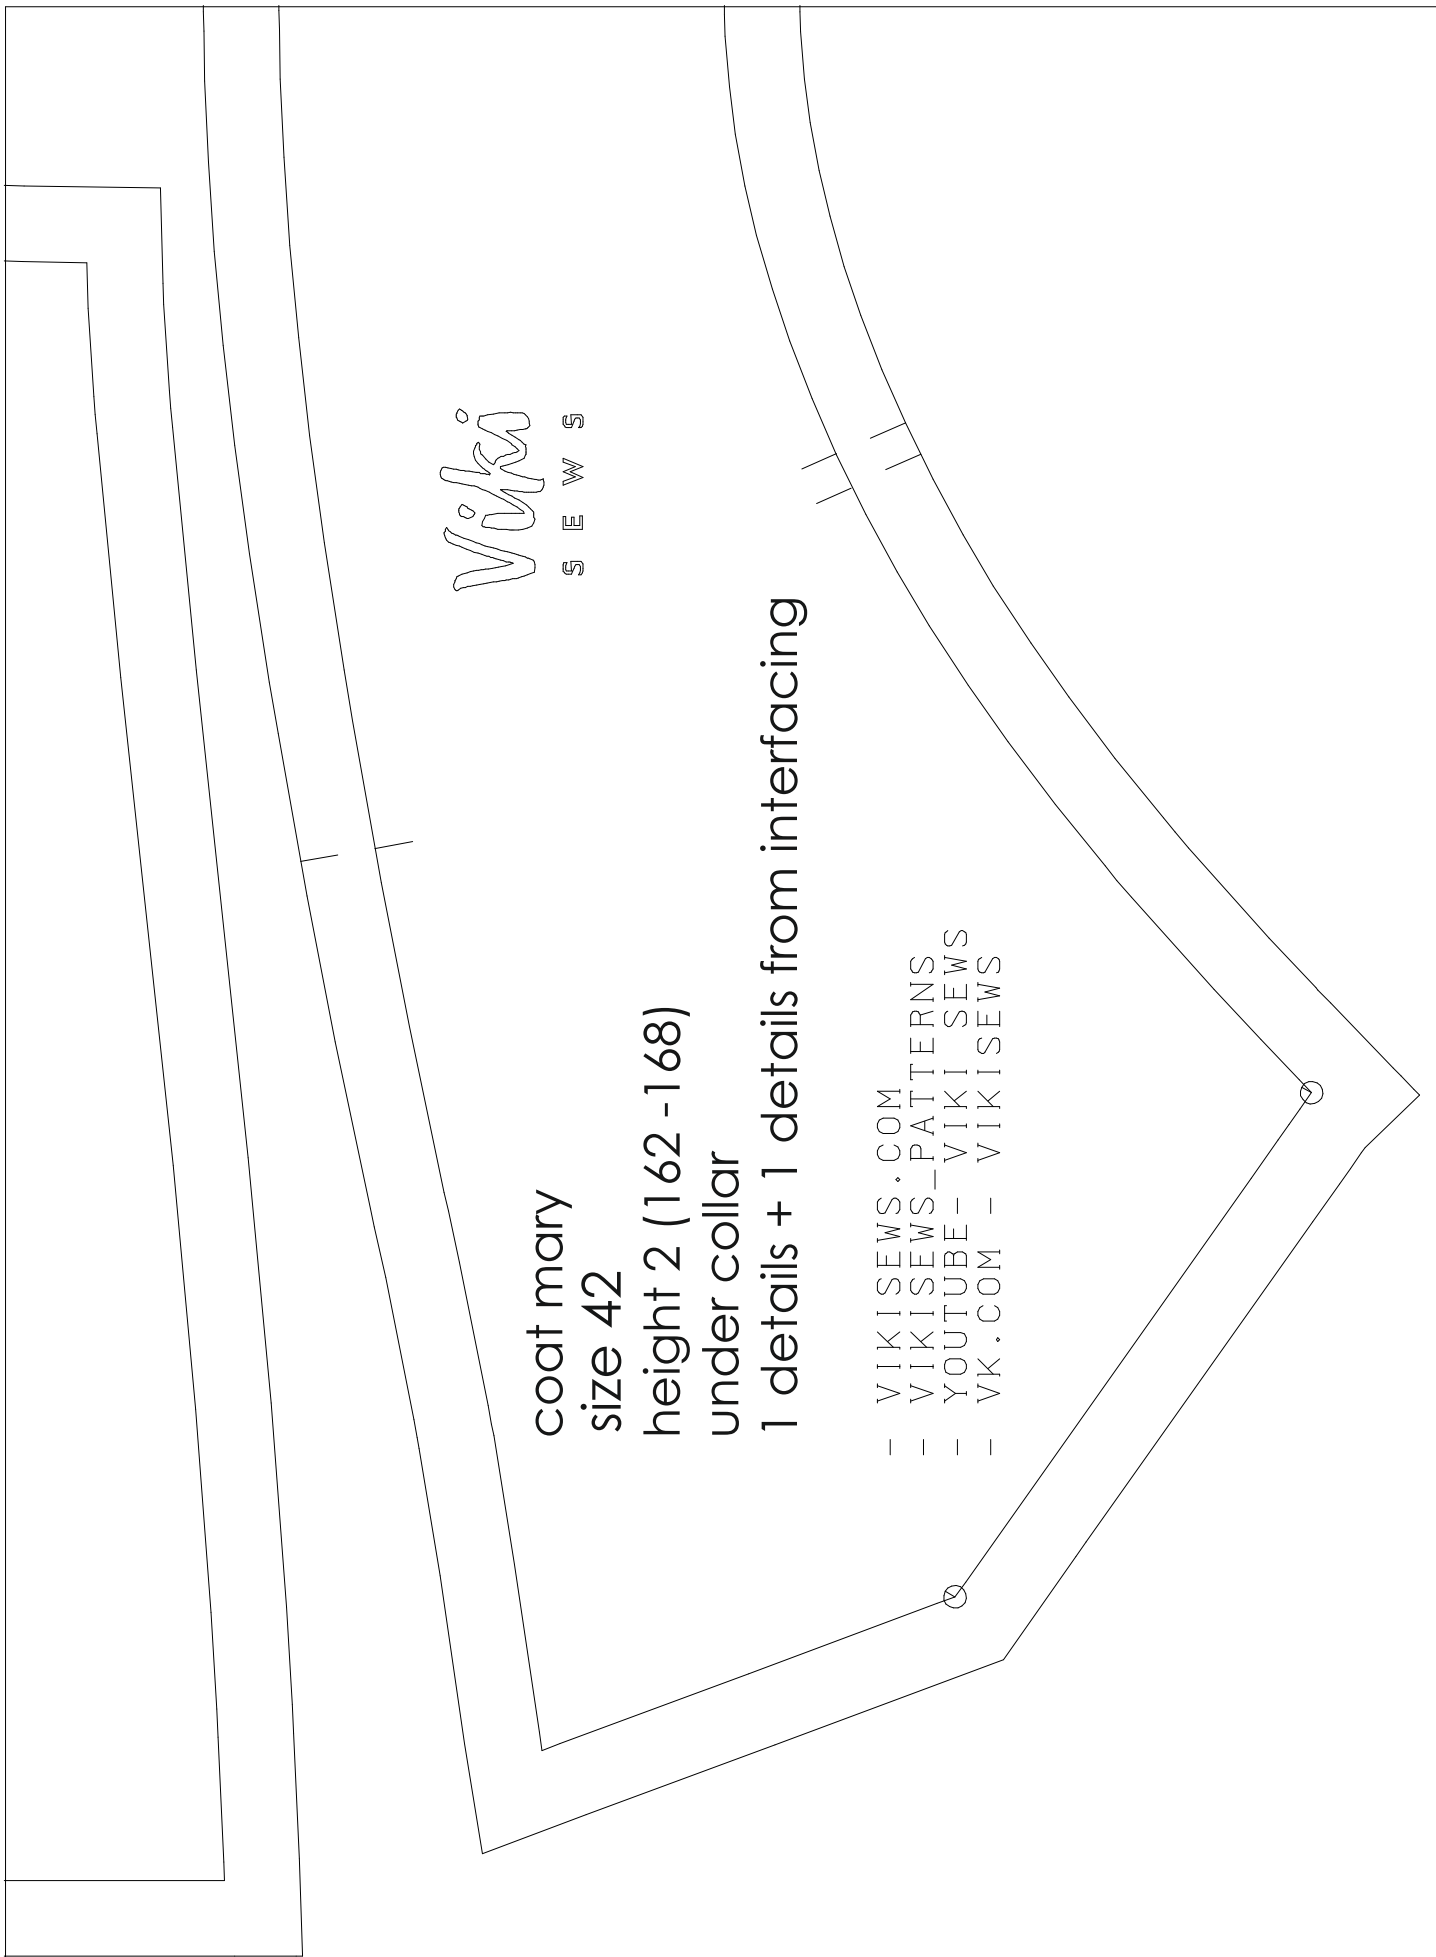 Viki
SEWS
coat mary
size 42
height 2 (162 -168)
under collar
1 details + 1 details from interfacing
- VIKISEWS.COM
- VIKISEWS_PATTERNS
- YOUTUBE- VIKI SEWS
- VK.COM - VIKISEWS